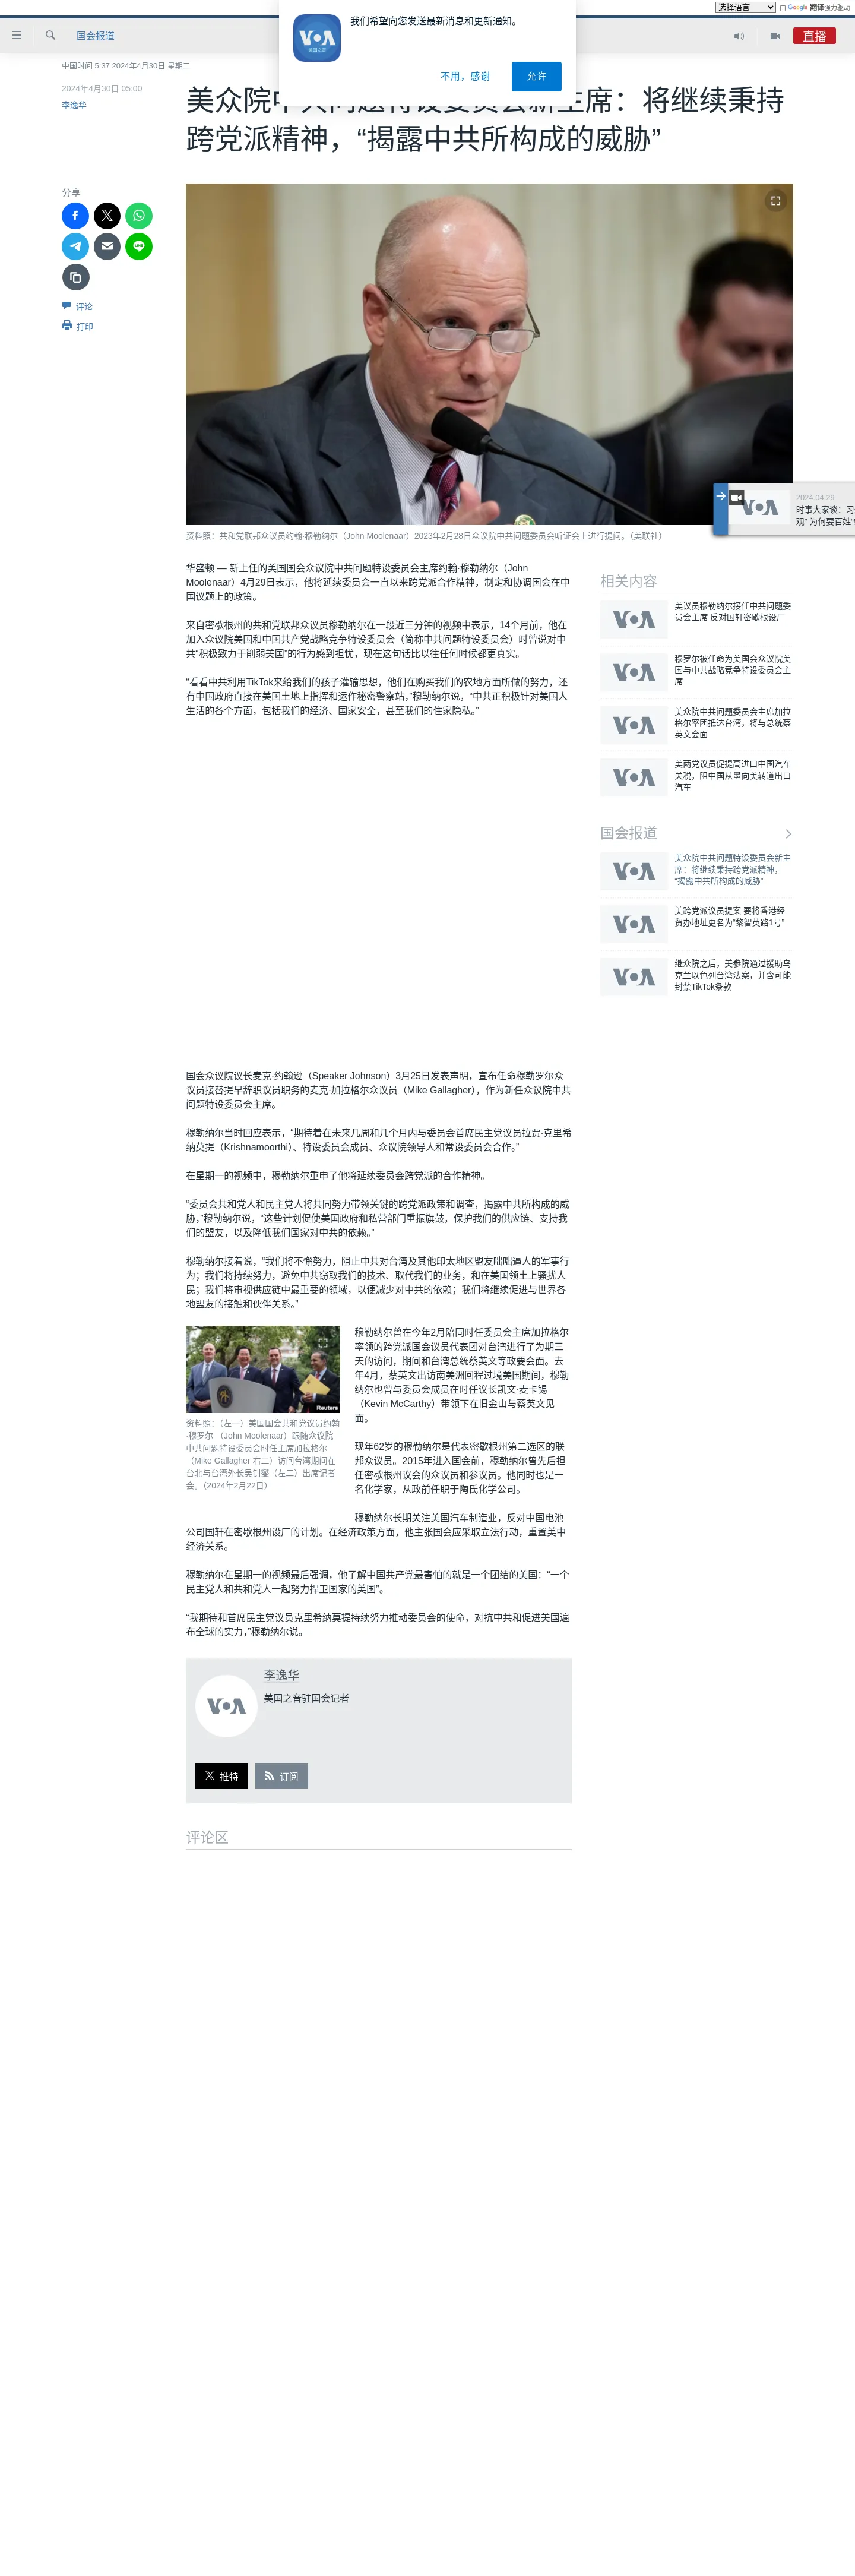 选择语言
由 Google 翻译强力驱动
国会报道
直播
我们希望向您发送最新消息和更新通知。
不用，感谢
允许
中国时间 5:37 2024年4月30日 星期二
2024年4月30日 05:00
李逸华
美众院中共问题特设委员会新主席：将继续秉持
跨党派精神，“揭露中共所构成的威胁”
分享
评论
打印
资料照：共和党联邦众议员约翰·穆勒纳尔（John Moolenaar）2023年2月28日众议院中共问题委员会听证会上进行提问。（美联社）
2024.04.29
时事大家谈：习
观” 为何要百姓“
华盛顿 — 新上任的美国国会众议院中共问题特设委员会主席约翰·穆勒纳尔（John
Moolenaar）4月29日表示，他将延续委员会一直以来跨党派合作精神，制定和协调国会在中
国议题上的政策。
来自密歇根州的共和党联邦众议员穆勒纳尔在一段近三分钟的视频中表示，14个月前，他在
加入众议院美国和中国共产党战略竞争特设委员会（简称中共问题特设委员会）时曾说对中
共“积极致力于削弱美国”的行为感到担忧，现在这句话比以往任何时候都更真实。
“看看中共利用TikTok来给我们的孩子灌输思想，他们在购买我们的农地方面所做的努力，还
有中国政府直接在美国土地上指挥和运作秘密警察站，”穆勒纳尔说，“中共正积极针对美国人
生活的各个方面，包括我们的经济、国家安全，甚至我们的住家隐私。”
相关内容
美议员穆勒纳尔接任中共问题委
员会主席 反对国轩密歇根设厂
穆罗尔被任命为美国会众议院美
国与中共战略竞争特设委员会主
席
美众院中共问题委员会主席加拉
格尔率团抵达台湾，将与总统蔡
英文会面
美两党议员促提高进口中国汽车
关税，阻中国从墨向美转道出口
汽车
国会报道
美众院中共问题特设委员会新主
席：将继续秉持跨党派精神，
“揭露中共所构成的威胁”
美跨党派议员提案 要将香港经
贸办地址更名为“黎智英路1号”
继众院之后，美参院通过援助乌
克兰以色列台湾法案，并含可能
封禁TikTok条款
国会众议院议长麦克·约翰逊（Speaker Johnson）3月25日发表声明，宣布任命穆勒罗尔众
议员接替提早辞职议员职务的麦克·加拉格尔众议员（Mike Gallagher），作为新任众议院中共
问题特设委员会主席。
穆勒纳尔当时回应表示，“期待着在未来几周和几个月内与委员会首席民主党议员拉贾·克里希
纳莫提（Krishnamoorthi）、特设委员会成员、众议院领导人和常设委员会合作。”
在星期一的视频中，穆勒纳尔重申了他将延续委员会跨党派的合作精神。
“委员会共和党人和民主党人将共同努力带领关键的跨党派政策和调查，揭露中共所构成的威
胁，”穆勒纳尔说，“这些计划促使美国政府和私营部门重振旗鼓，保护我们的供应链、支持我
们的盟友，以及降低我们国家对中共的依赖。”
穆勒纳尔接着说，“我们将不懈努力，阻止中共对台湾及其他印太地区盟友咄咄逼人的军事行
为；我们将持续努力，避免中共窃取我们的技术、取代我们的业务，和在美国领土上骚扰人
民；我们将审视供应链中最重要的领域，以便减少对中共的依赖；我们将继续促进与世界各
地盟友的接触和伙伴关系。”
Reuters
资料照：（左一）美国国会共和党议员约翰
·穆罗尔 （John Moolenaar）跟随众议院
中共问题特设委员会时任主席加拉格尔
（Mike Gallagher 右二）访问台湾期间在
台北与台湾外长吴钊燮（左二）出席记者
会。（2024年2月22日）
穆勒纳尔曾在今年2月陪同时任委员会主席加拉格尔
率领的跨党派国会议员代表团对台湾进行了为期三
天的访问，期间和台湾总统蔡英文等政要会面。去
年4月，蔡英文出访南美洲回程过境美国期间，穆勒
纳尔也曾与委员会成员在时任议长凯文·麦卡锡
（Kevin McCarthy）带领下在旧金山与蔡英文见
面。
现年62岁的穆勒纳尔是代表密歇根州第二选区的联
邦众议员。2015年进入国会前，穆勒纳尔曾先后担
任密歇根州议会的众议员和参议员。他同时也是一
名化学家，从政前任职于陶氏化学公司。
穆勒纳尔长期关注美国汽车制造业，反对中国电池
公司国轩在密歇根州设厂的计划。在经济政策方面，他主张国会应采取立法行动，重置美中
经济关系。
穆勒纳尔在星期一的视频最后强调，他了解中国共产党最害怕的就是一个团结的美国：“一个
民主党人和共和党人一起努力捍卫国家的美国”。
“我期待和首席民主党议员克里希纳莫提持续努力推动委员会的使命，对抗中共和促进美国遍
布全球的实力，”穆勒纳尔说。
李逸华
美国之音驻国会记者
推特
订阅
评论区